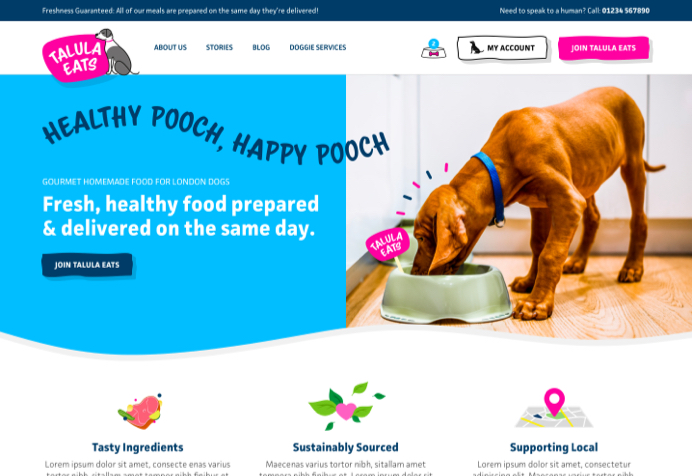 Freshness Guaranteed: All of our meals are prepared on the same day they're delivered!
Need to speak to a human? Call: 01234 567890
TALULA
EATS
ABOUT US
STORIES
BLOG
DOGGIE SERVICES
MY ACCOUNT
JOIN TALULA EATS
HEALTHY POOCH, HAPPY POOCH
GOURMET HOMEMADE FOOD FOR LONDON DOGS
Fresh, healthy food prepared
& delivered on the same day.
JOIN TALULA EATS
TALULA
EATS
Tasty Ingredients
Sustainably Sourced
Supporting Local
Lorem ipsum dolor sit amet, consecte enas varius
Maecenas varius tortor nibh, sitallam amet
Lorem ipsum dolor sit amet, consectetur